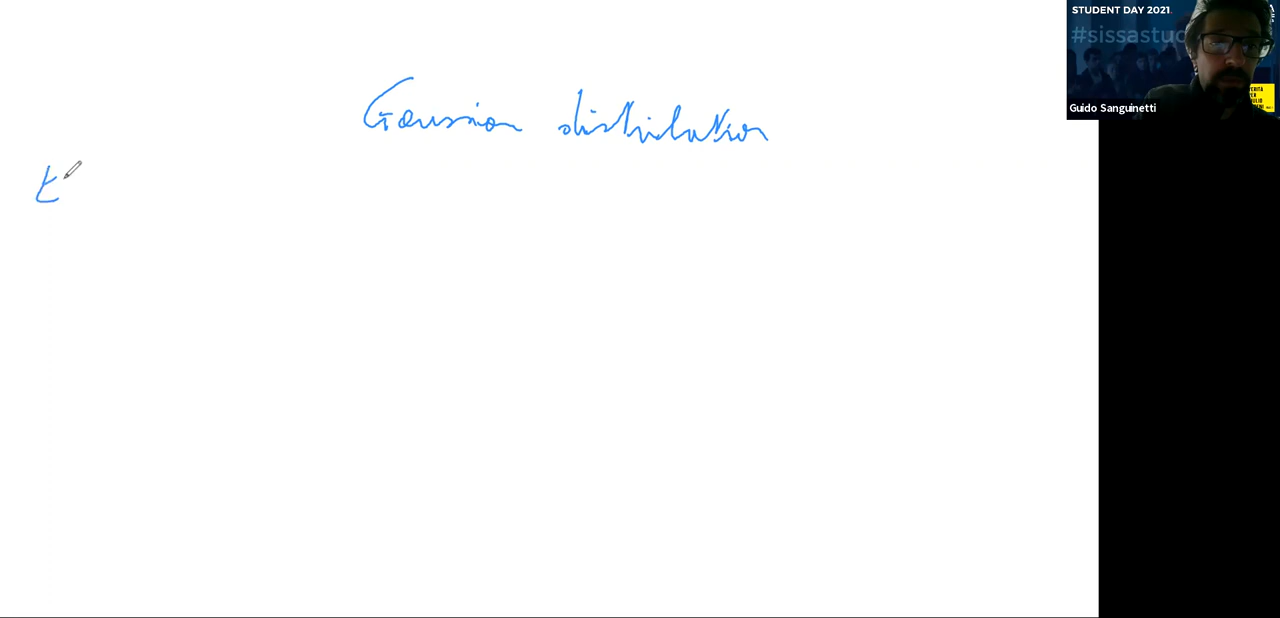 STUDENT DAY 2021
#sissastud
Guido Sanguinetti
Gaussian distribution
t